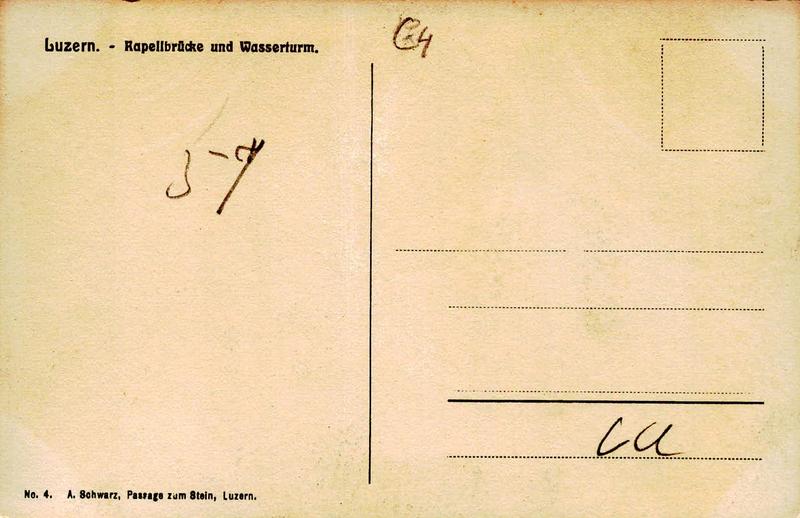 Luzern. - Kapellbrücke und Wasserturm.
No. 4. A. Schwarz, Passage zum Stein, Luzern.